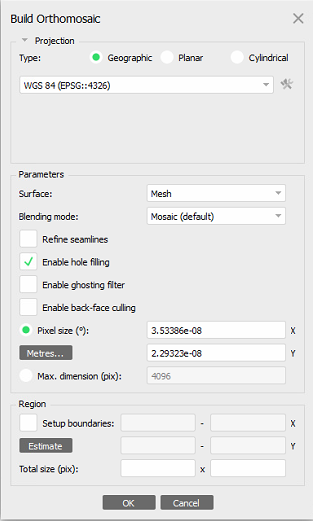 Build Orthomosaic
Projection
Type: Geographic Planar Cylindrical
WGS 84 (EPSG::4326)
Parameters
Surface: Mesh
Blending mode: Mosaic (default)
Refine seamlines
Enable hole filling
Enable ghosting filter
Enable back-face culling
Pixel size (°): 3.53386e-08 X
Metres... 2.29323e-08 Y
Max. dimension (pix): 4096
Region
Setup boundaries: - X
Estimate - Y
Total size (pix): x
OK Cancel